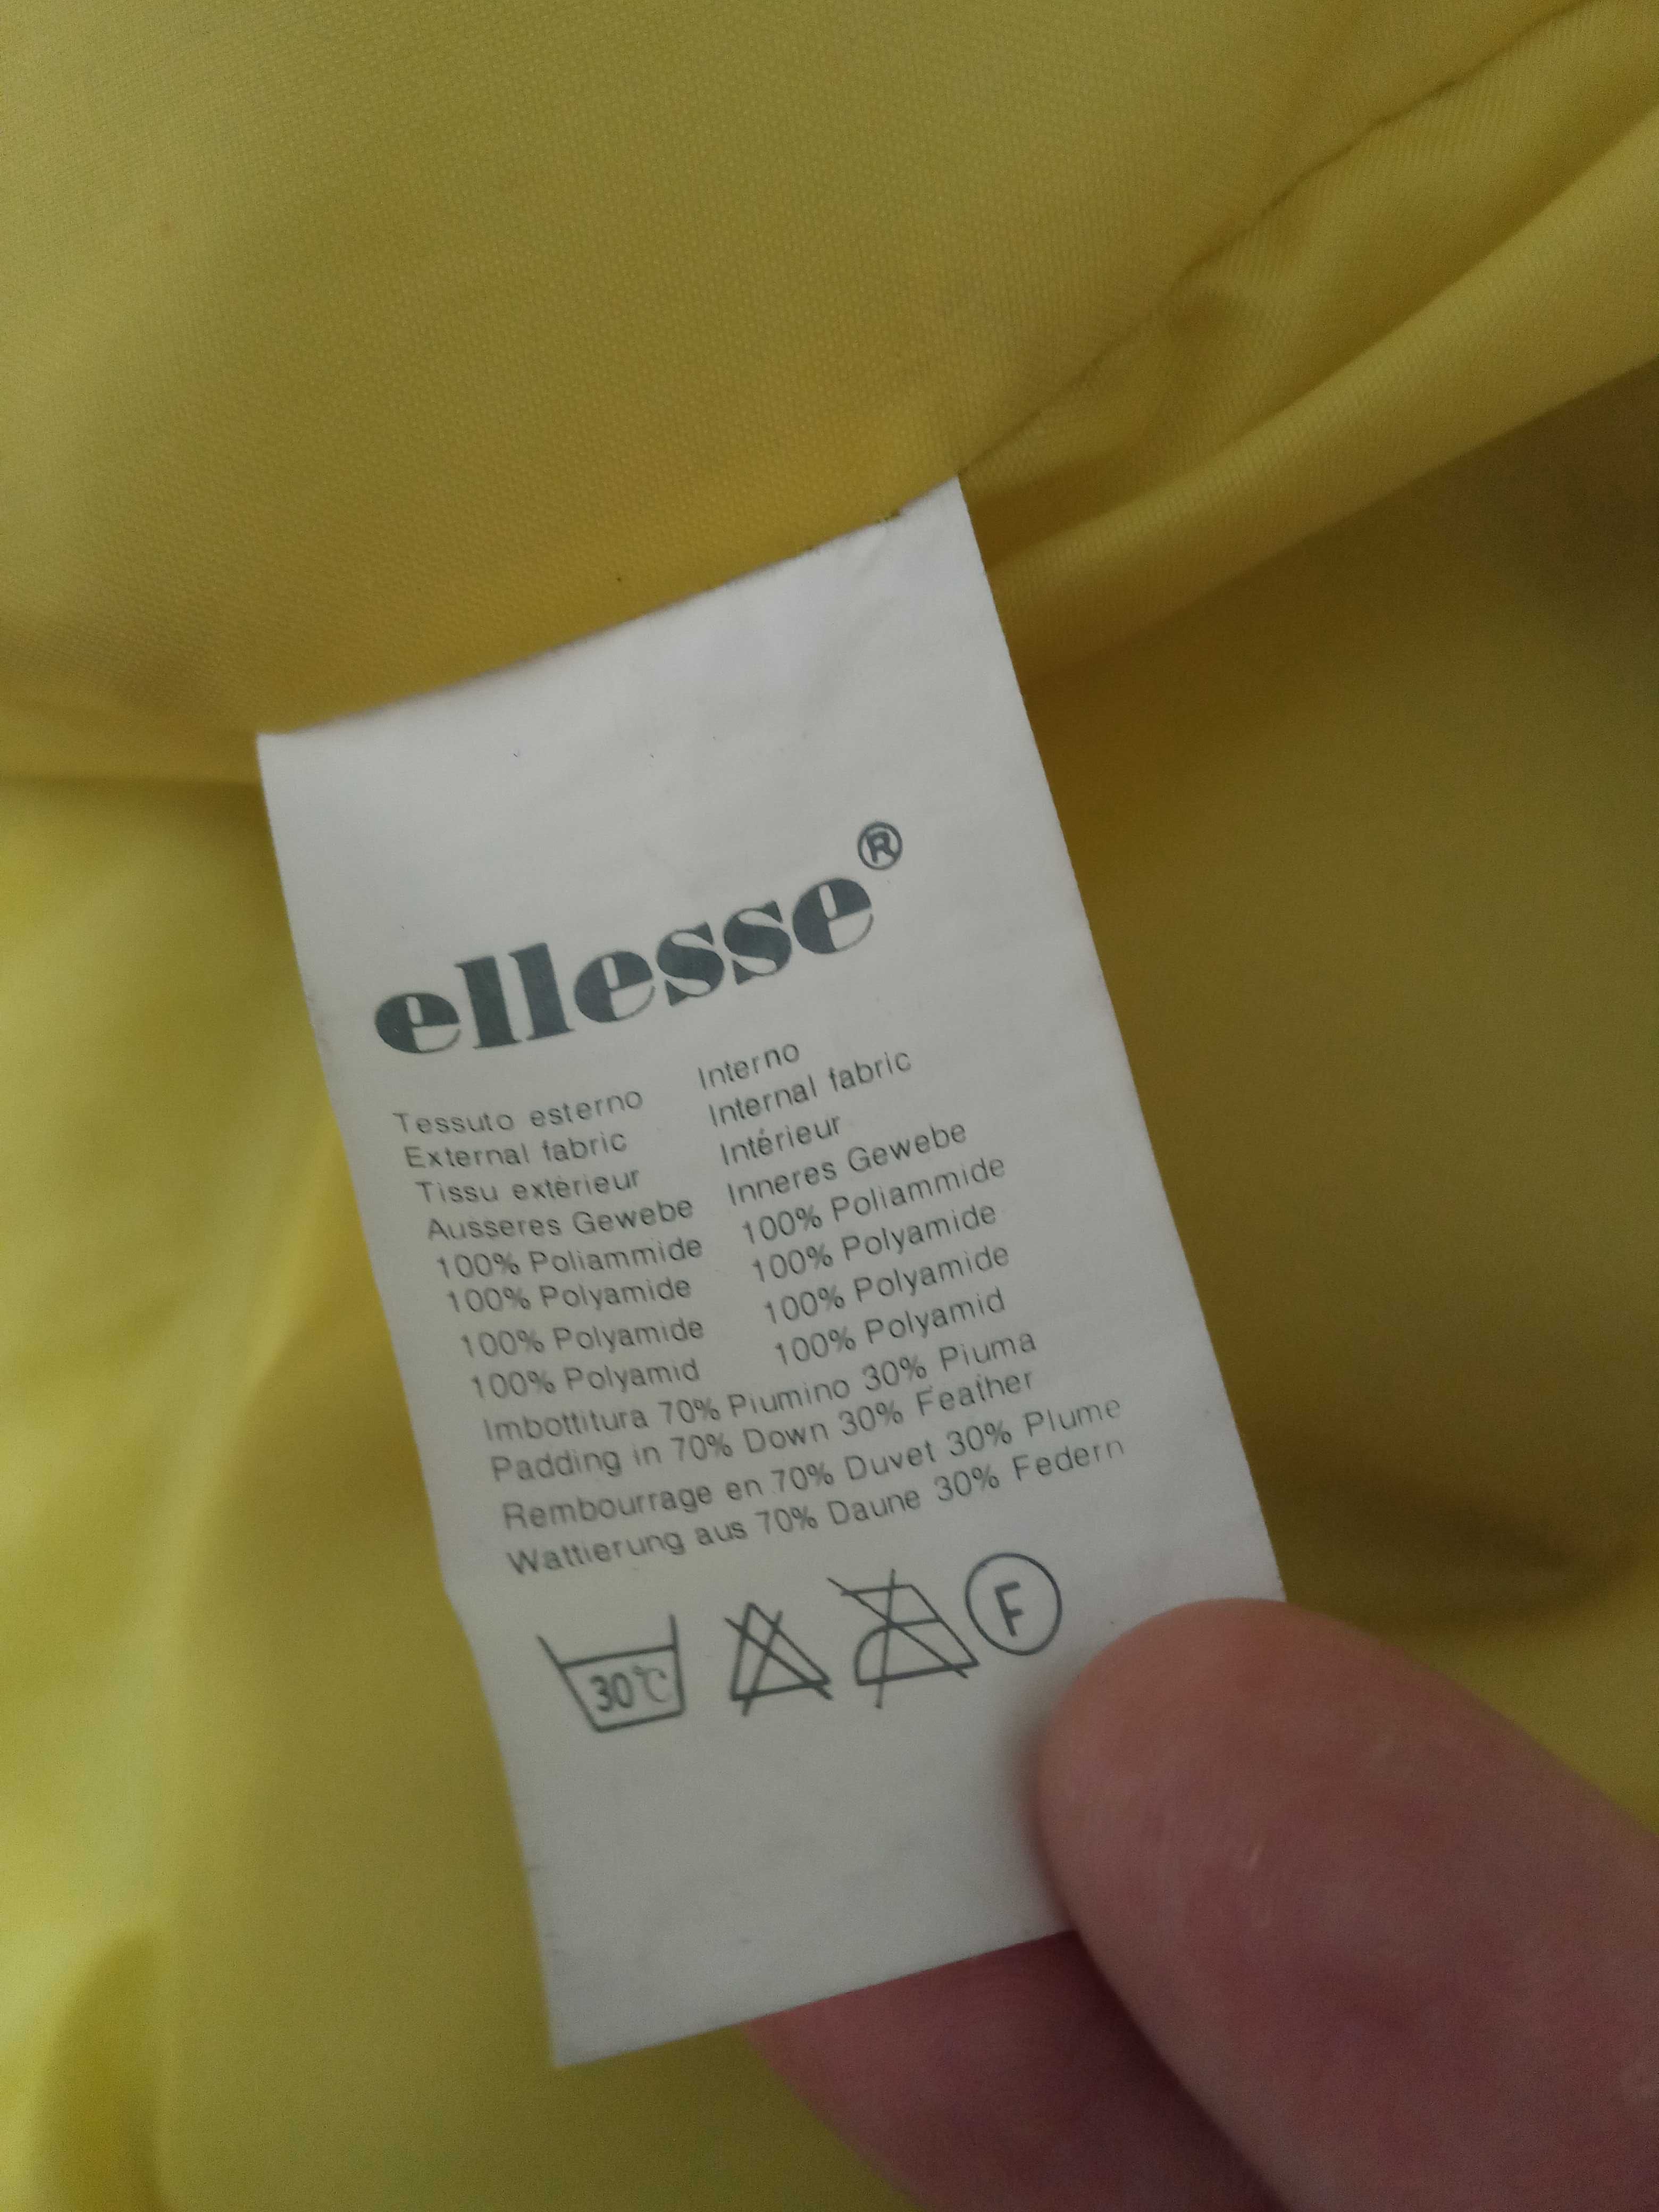 ellesse®
Tessuto esterno
External fabric
Tissu extérieur
Äusseres Gewebe
100% Poliammide
100% Polyamide
100% Polyamide
100% Polyamid
Interno
Internal fabric
Intérieur
Inneres Gewebe
100% Poliammide
100% Polyamide
100% Polyamide
100% Polyamid
Imbottitura 70% Piumino 30% Piuma
Padding in 70% Down 30% Feather
Rembourrage en 70% Duvet 30% Plume
Wattierung aus 70% Daune 30% Federn
30°C
F